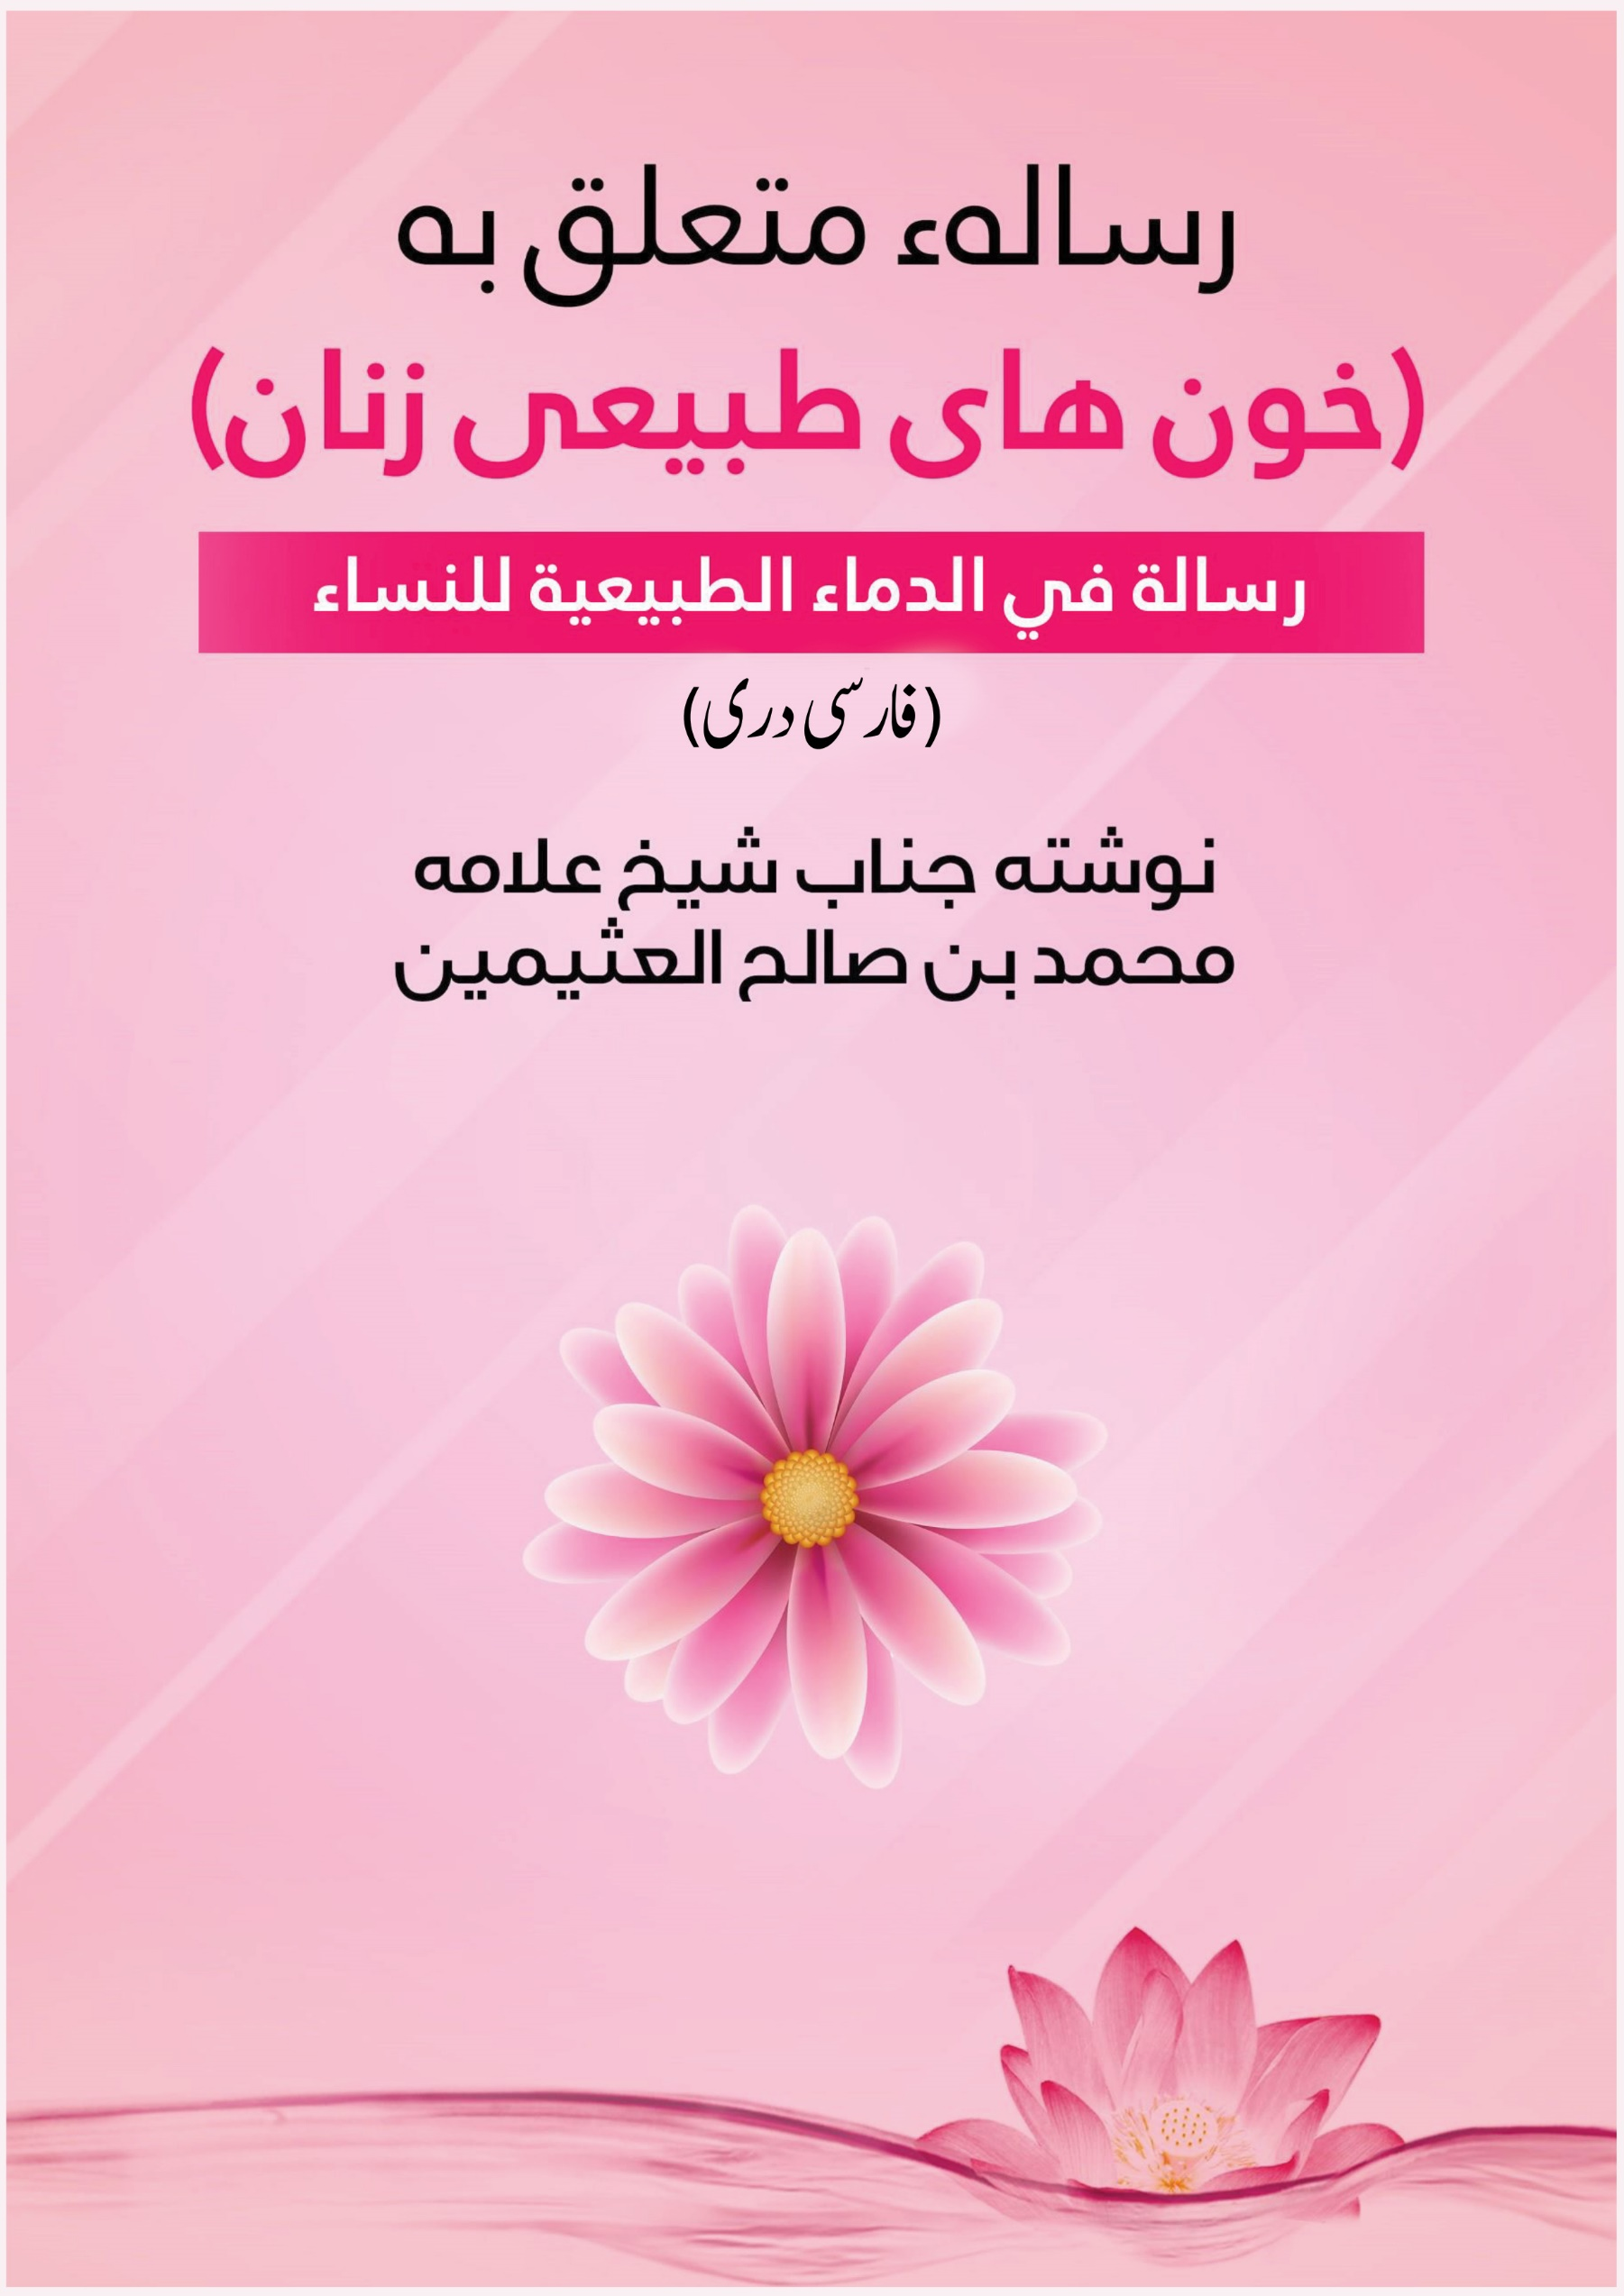 رسالهء متعلق به
(خون های طبیعی زنان)
رسالة في الدماء الطبيعية للنساء
(فارسی دری)
نوشته جناب شیخ علامه
محمد بن صالح العثیمین